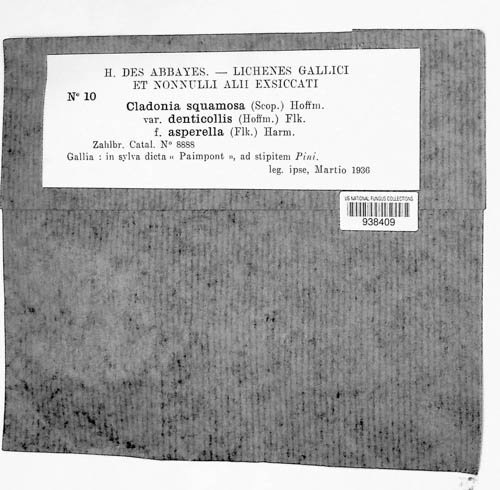 H. DES ABBAYES. — LICHENES GALLICI
ET NONNULLI ALII EXSICCATI
Nº 10
Cladonia squamosa (Scop.) Hoffm.
var. denticollis (Hoffm.) Flk.
f. asperella (Flk.) Harm.
Zahlbr. Catal. Nº 8888
Gallia : in sylva dicta « Paimpont », ad stipitem Pini.
leg. ipse, Martio 1936
US NATIONAL FUNGUS COLLECTIONS
938409